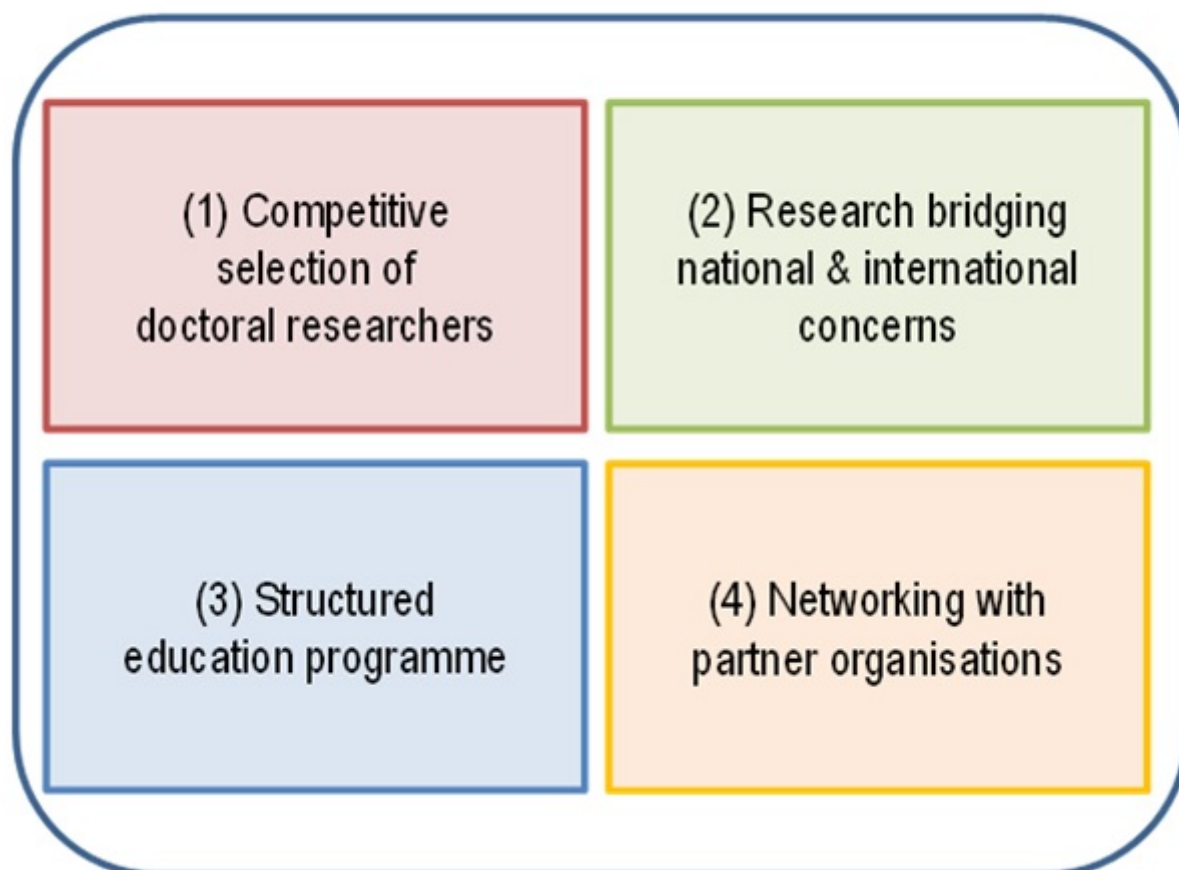 (1) Competitive
selection of
doctoral researchers
(2) Research bridging
national & international
concerns
(3) Structured
education programme
(4) Networking with
partner organisations